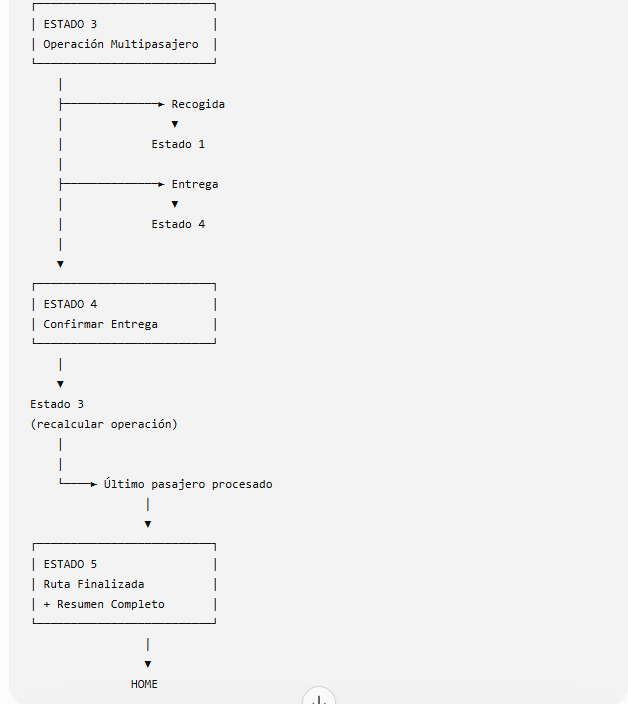 ESTADO 3
Operación Multipasajero
Recogida
Estado 1
Entrega
Estado 4
ESTADO 4
Confirmar Entrega
Estado 3
(recalcular operación)
Último pasajero procesado
ESTADO 5
Ruta Finalizada
+ Resumen Completo
HOME